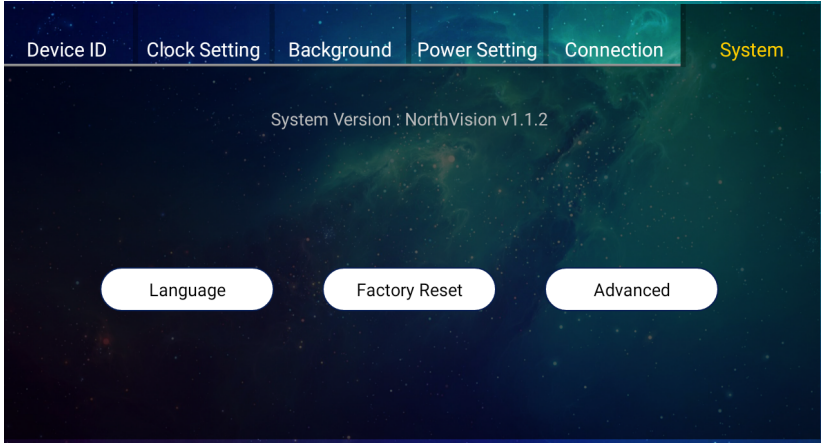 Device ID Clock Setting Background Power Setting Connection System
System Version : NorthVision v1.1.2
Language Factory Reset Advanced